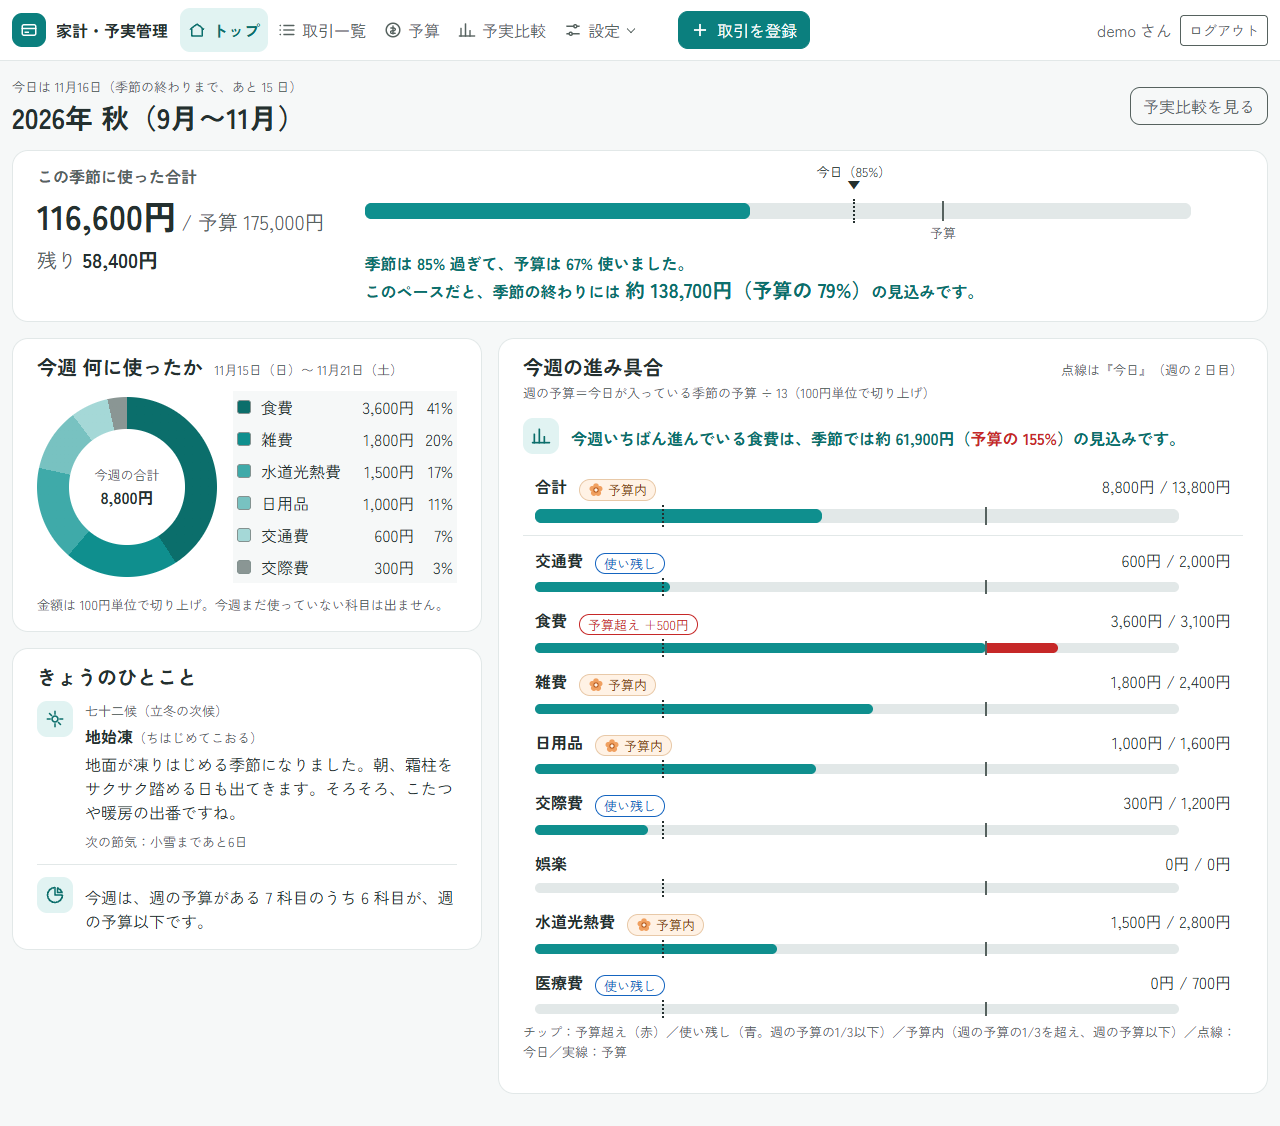 家計・予実管理 トップ 取引一覧 予算 予実比較 設定 取引を登録 demo さん ログアウト
今日は 11月16日（季節の終わりまで、あと 15 日）
2026年 秋（9月〜11月）
予実比較を見る
この季節に使った合計
116,600円 / 予算 175,000円
残り 58,400円
今日（85%）
予算
季節は 85% 過ぎて、予算は 67% 使いました。
このペースだと、季節の終わりには 約 138,700円（予算の 79%）の見込みです。
今週 何に使ったか 11月15日（日）〜 11月21日（土）
今週の合計
8,800円
食費 3,600円 41%
雑費 1,800円 20%
水道光熱費 1,500円 17%
日用品 1,000円 11%
交通費 600円 7%
交際費 300円 3%
金額は 100円単位で切り上げ。今週まだ使っていない科目は出ません。
きょうのひとこと
七十二候（立冬の次候）
地始凍（ちはじめてこおる）
地面が凍りはじめる季節になりました。朝、霜柱を
サクサク踏める日も出てきます。そろそろ、こたつ
や暖房の出番ですね。
次の節気：小雪まであと6日
今週は、週の予算がある 7 科目のうち 6 科目が、週
の予算以下です。
今週の進み具合 点線は『今日』（週の 2 日目）
週の予算＝今日が入っている季節の予算 ÷ 13（100円単位で切り上げ）
今週いちばん進んでいる食費は、季節では約 61,900円（予算の 155%）の見込みです。
合計 予算内 8,800円 / 13,800円
交通費 使い残し 600円 / 2,000円
食費 予算超え ＋500円 3,600円 / 3,100円
雑費 予算内 1,800円 / 2,400円
日用品 予算内 1,000円 / 1,600円
交際費 使い残し 300円 / 1,200円
娯楽 0円 / 0円
水道光熱費 予算内 1,500円 / 2,800円
医療費 使い残し 0円 / 700円
チップ：予算超え（赤）／使い残し（青。週の予算の1/3以下）／予算内（週の予算の1/3を超え、週の予算以下）／点線：
今日／実線：予算